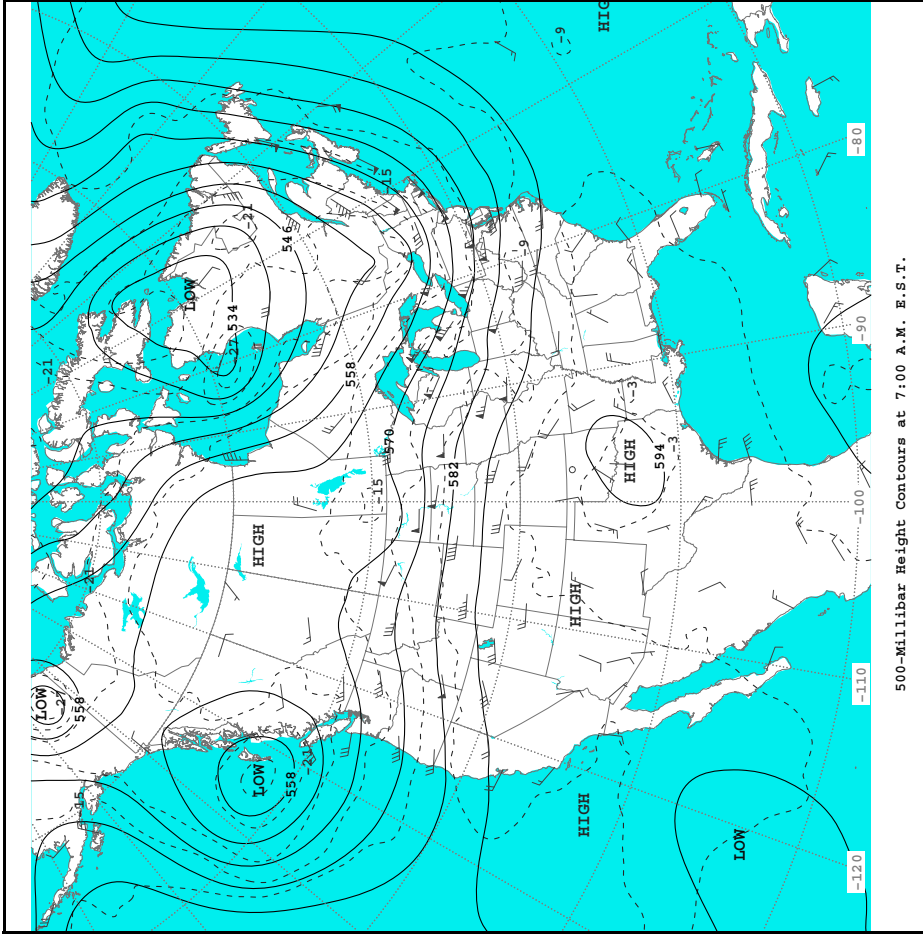 LOW
-21
-27
-15
558
-21
LOW
-27 534
-21
LOW HIGH
558 546
-21
558
-15
570 -15
582
9
-9
HIGH
HIGH
HIGH
HIGH -3
594
-3
LOW
-120 -110 -100 -90 -80
500-Millibar Height Contours at 7:00 A.M. E.S.T.